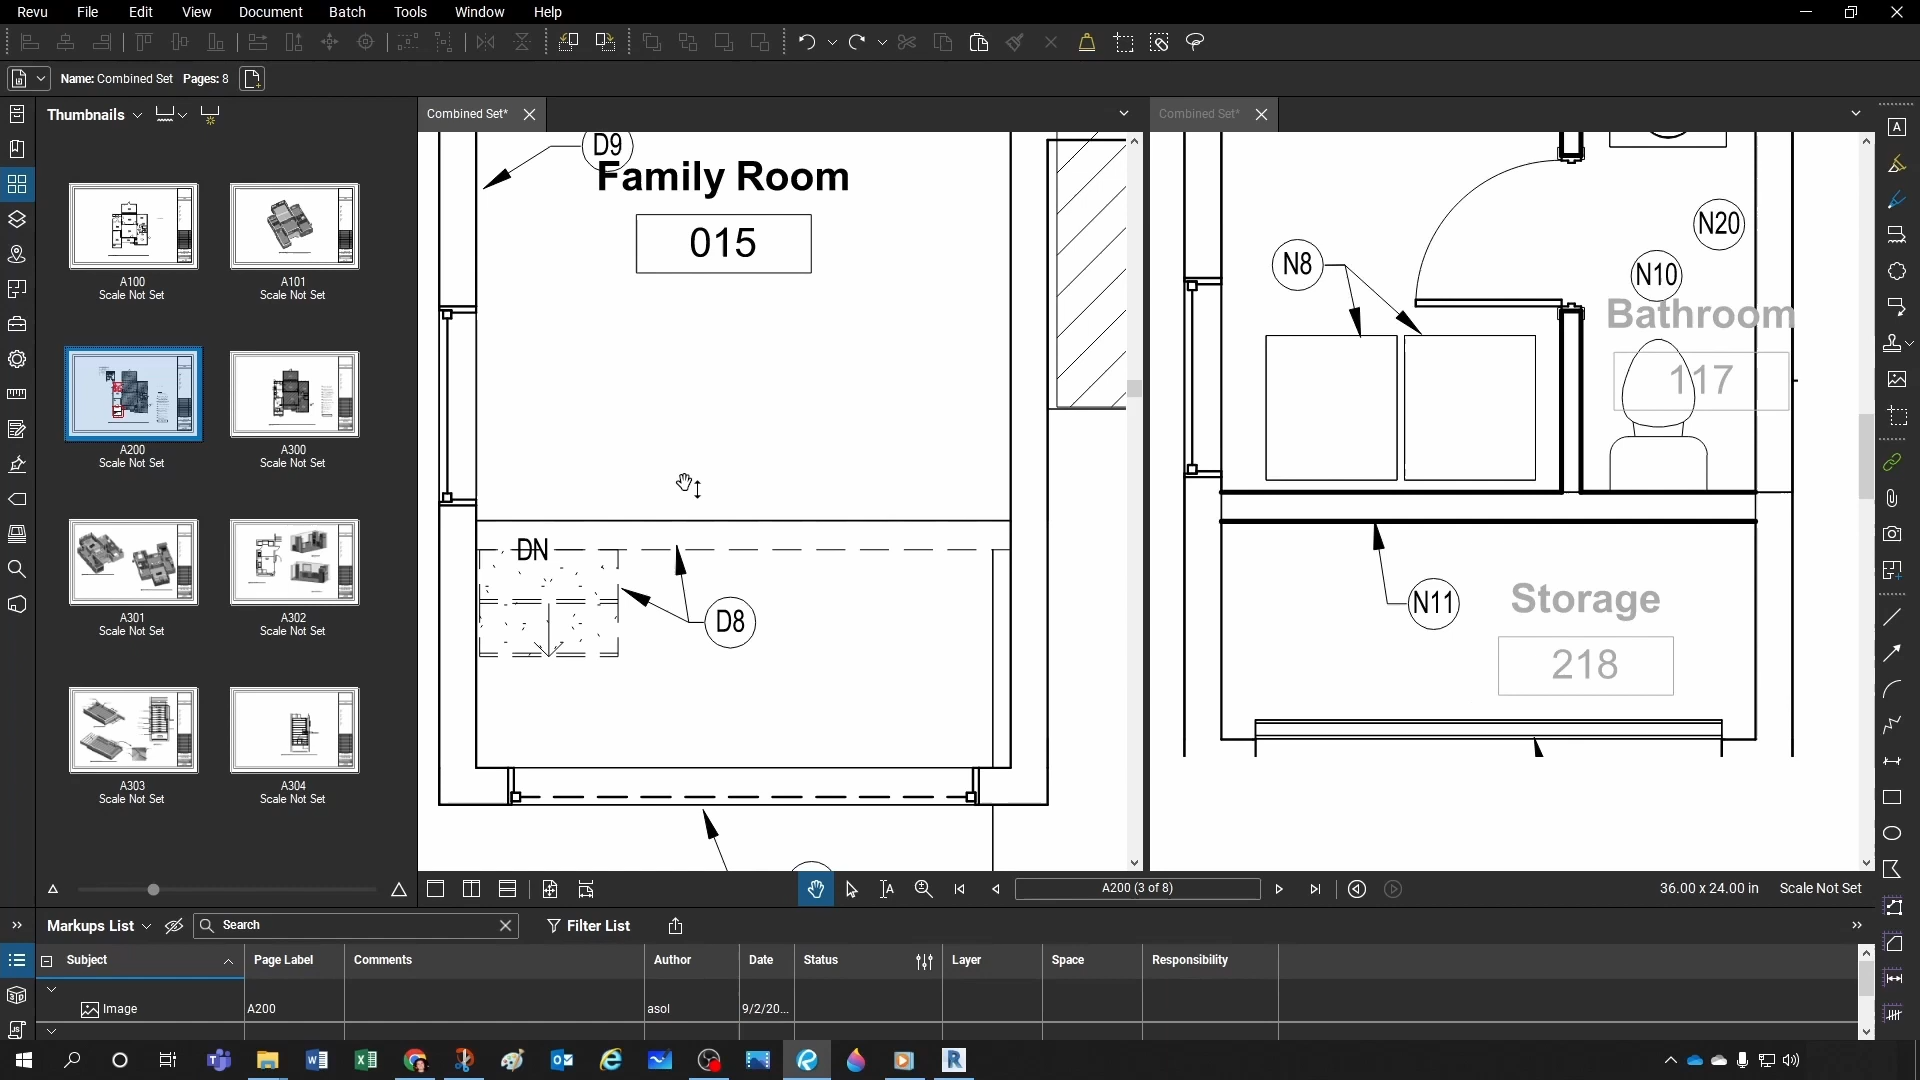 Revu File Edit View Document Batch Tools Window Help
Name: Combined Set Pages: 8
Thumbnails
A100
Scale Not Set
A101
Scale Not Set
A200
Scale Not Set
A300
Scale Not Set
A301
Scale Not Set
A302
Scale Not Set
A303
Scale Not Set
A304
Scale Not Set
Combined Set*
D9
Family Room
015
DN
D8
Combined Set*
N20
N8
N10
Bathroom
117
N11
Storage
218
A200 (3 of 8)
36.00 x 24.00 in Scale Not Set
Markups List Search Filter List
Subject Page Label Comments Author Date Status Layer Space Responsibility
Image A200 asol 9/2/20...